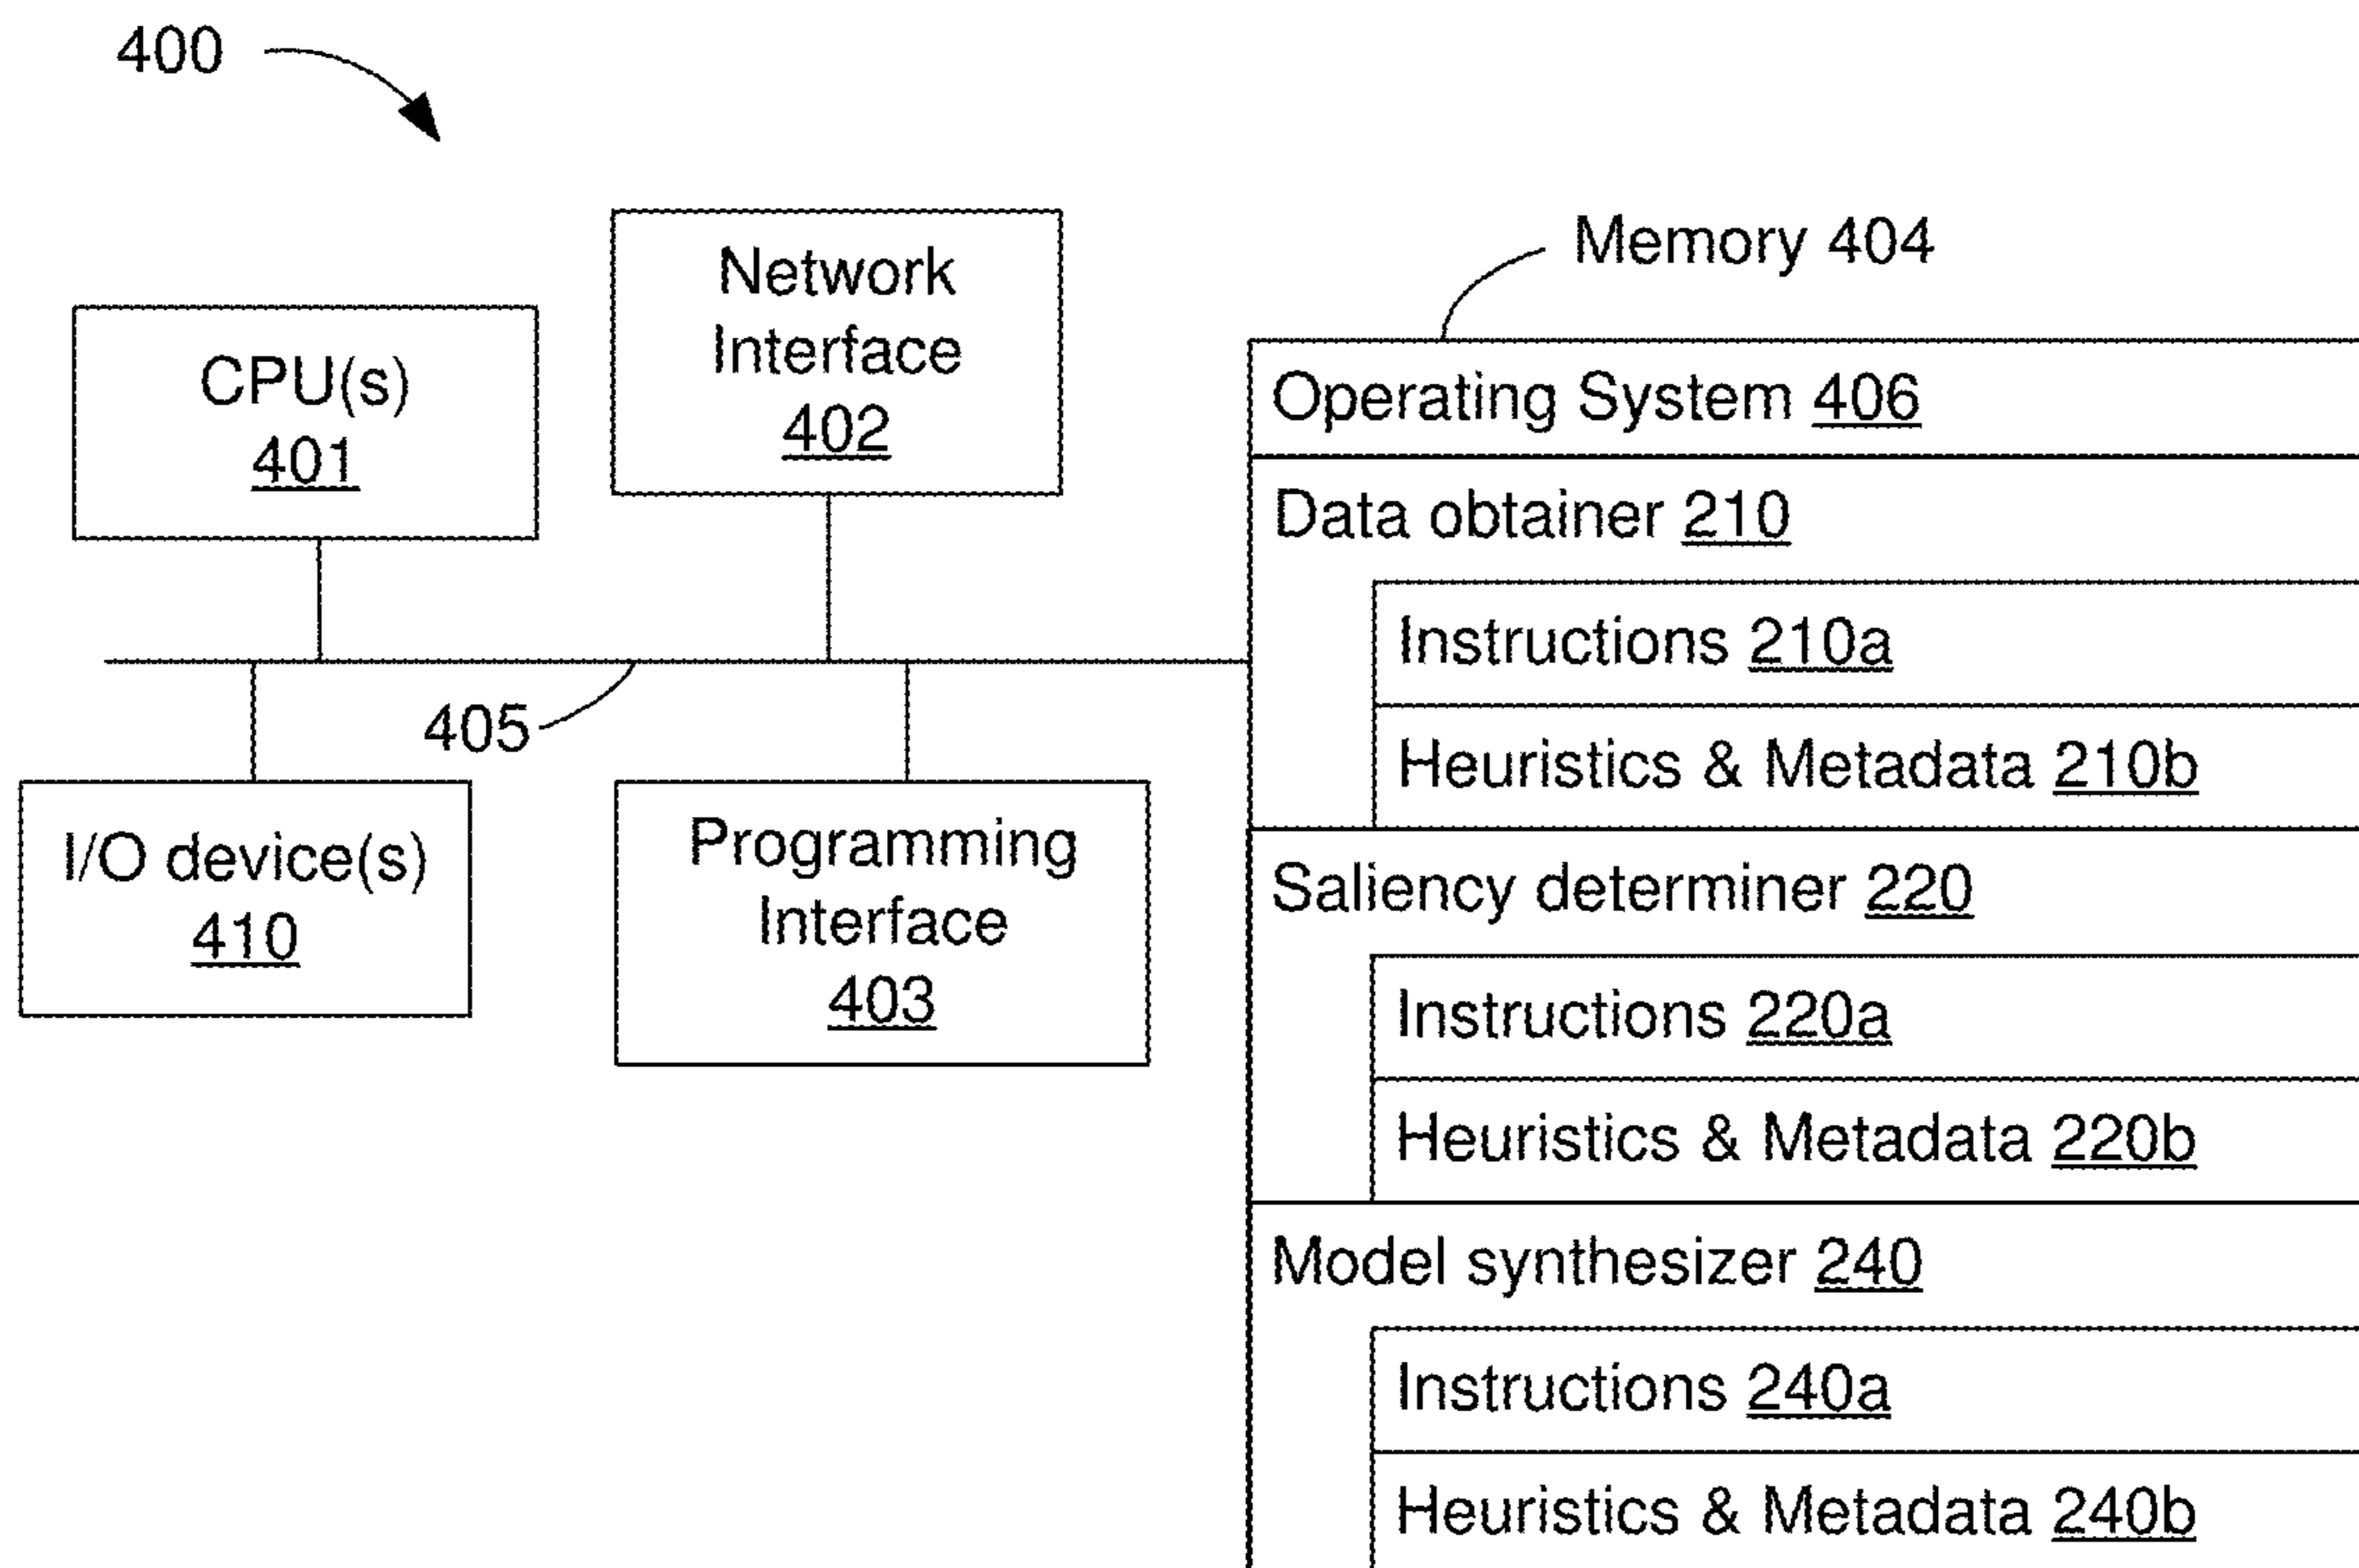 400
Network
Interface
402
CPU(s)
401
405
I/O device(s)
410
Programming
Interface
403
Memory 404
Operating System 406
Data obtainer 210
Instructions 210a
Heuristics & Metadata 210b
Saliency determiner 220
Instructions 220a
Heuristics & Metadata 220b
Model synthesizer 240
Instructions 240a
Heuristics & Metadata 240b